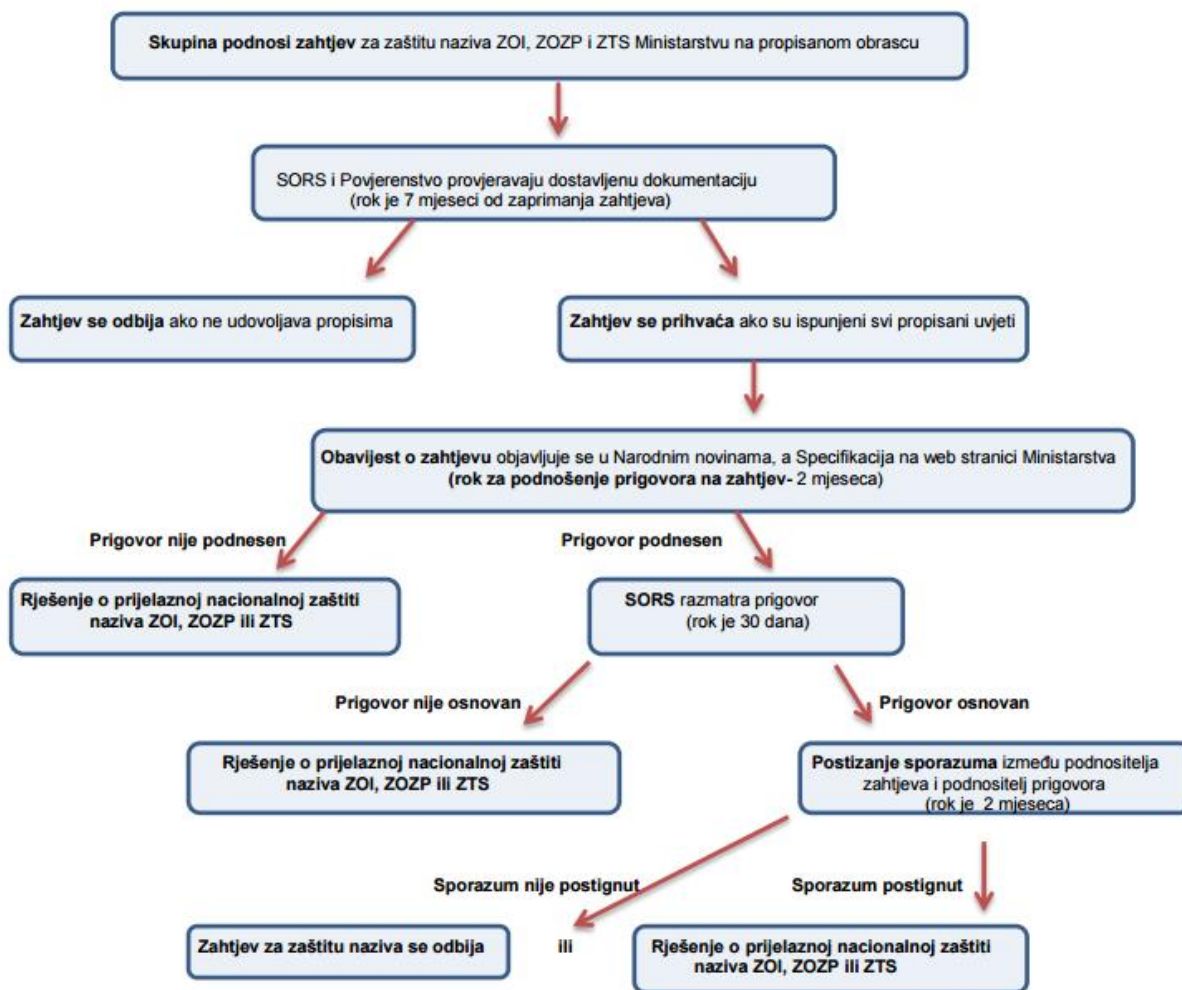 Skupina podnosi zahtjev za zaštitu naziva ZOI, ZOZP i ZTS Ministarstvu na propisanom obrascu
SORS i Povjerenstvo provjeravaju dostavljenu dokumentaciju
(rok je 7 mjeseci od zaprimanja zahtjeva)
Zahtjev se odbija ako ne udovoljava propisima
Zahtjev se prihvaća ako su ispunjeni svi propisani uvjeti
Obavijest o zahtjevu objavljuje se u Narodnim novinama, a Specifikacija na web stranici Ministarstva
(rok za podnošenje prigovora na zahtjev- 2 mjeseca)
Prigovor nije podnesen
Prigovor podnesen
Rješenje o prijelaznoj nacionalnoj zaštiti
naziva ZOI, ZOZP ili ZTS
SORS razmatra prigovor
(rok je 30 dana)
Prigovor nije osnovan
Prigovor osnovan
Rješenje o prijelaznoj nacionalnoj zaštiti
naziva ZOI, ZOZP ili ZTS
Postizanje sporazuma između podnositelja
zahtjeva i podnositelj prigovora
(rok je 2 mjeseca)
Sporazum nije postignut
Sporazum postignut
Zahtjev za zaštitu naziva se odbija
ili
Rješenje o prijelaznoj nacionalnoj zaštiti
naziva ZOI, ZOZP ili ZTS